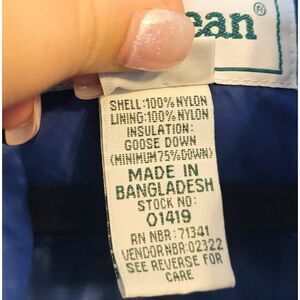 ean®
SHELL:100% NYLON
LINING:100% NYLON
INSULATION:
GOOSE DOWN
(MINIMUM 75% DOWN)
MADE IN
BANGLADESH
STOCK NO:
01419
RN NBR: 71341
VENDOR NBR: 02322
SEE REVERSE FOR
CARE